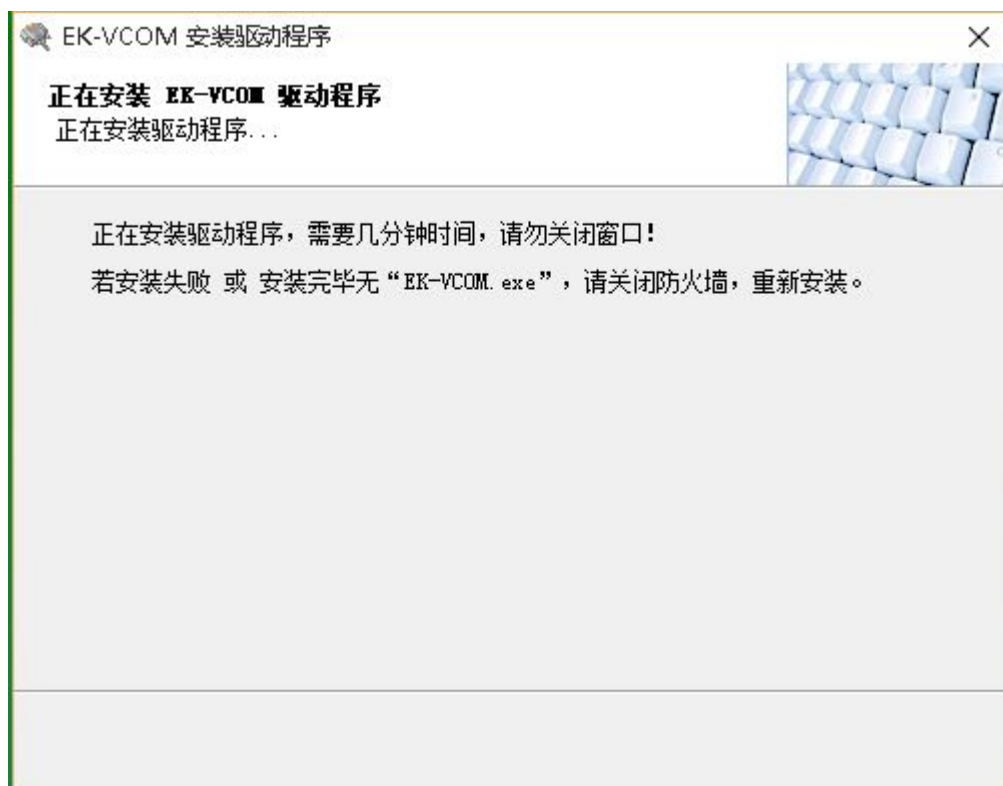 EK-VCOM 安装驱动程序
正在安装 EK-VCOM 驱动程序
正在安装驱动程序...
正在安装驱动程序，需要几分钟时间，请勿关闭窗口！
若安装失败 或 安装完毕无“EK-VCOM.exe”，请关闭防火墙，重新安装。